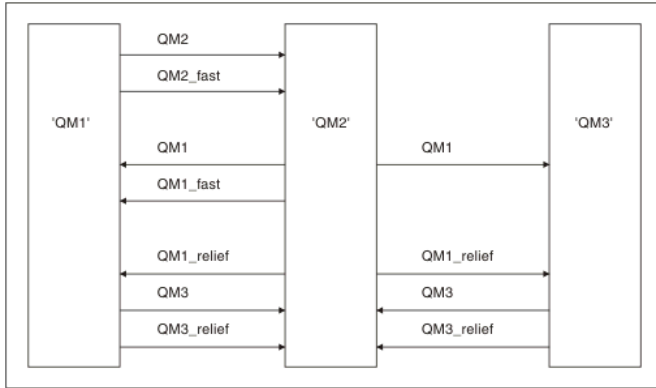 QM2
QM2_fast
'QM1' 'QM2' 'QM3'
QM1 QM1
QM1_fast
QM1_relief QM1_relief
QM3 QM3
QM3_relief QM3_relief